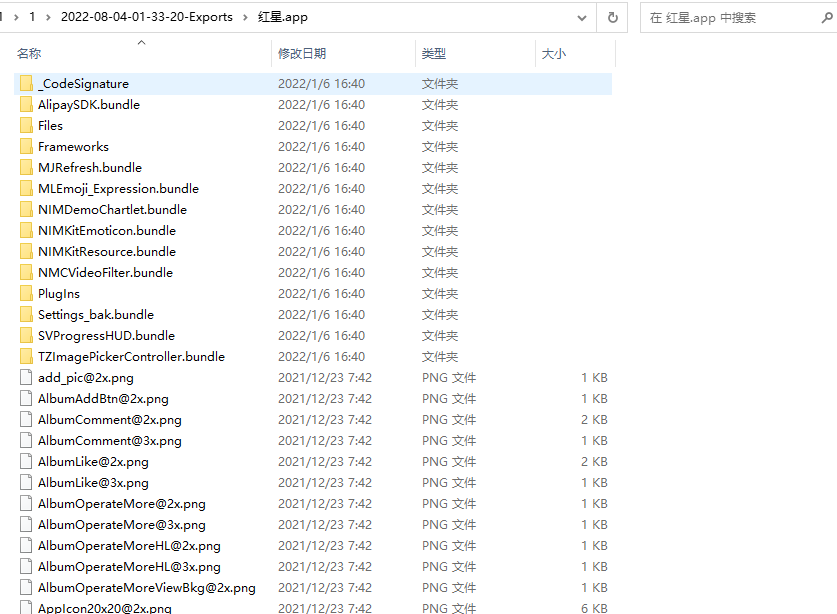 1 › 2022-08-04-01-33-20-Exports › 红星.app
在 红星.app 中搜索
名称 修改日期 类型 大小
_CodeSignature 2022/1/6 16:40 文件夹
AlipaySDK.bundle 2022/1/6 16:40 文件夹
Files 2022/1/6 16:40 文件夹
Frameworks 2022/1/6 16:40 文件夹
MJRefresh.bundle 2022/1/6 16:40 文件夹
MLEmoji_Expression.bundle 2022/1/6 16:40 文件夹
NIMDemoChartlet.bundle 2022/1/6 16:40 文件夹
NIMKitEmoticon.bundle 2022/1/6 16:40 文件夹
NIMKitResource.bundle 2022/1/6 16:40 文件夹
NMCVideoFilter.bundle 2022/1/6 16:40 文件夹
PlugIns 2022/1/6 16:40 文件夹
Settings_bak.bundle 2022/1/6 16:40 文件夹
SVProgressHUD.bundle 2022/1/6 16:40 文件夹
TZImagePickerController.bundle 2022/1/6 16:40 文件夹
add_pic@2x.png 2021/12/23 7:42 PNG 文件 1 KB
AlbumAddBtn@2x.png 2021/12/23 7:42 PNG 文件 1 KB
AlbumComment@2x.png 2021/12/23 7:42 PNG 文件 2 KB
AlbumComment@3x.png 2021/12/23 7:42 PNG 文件 1 KB
AlbumLike@2x.png 2021/12/23 7:42 PNG 文件 2 KB
AlbumLike@3x.png 2021/12/23 7:42 PNG 文件 1 KB
AlbumOperateMore@2x.png 2021/12/23 7:42 PNG 文件 1 KB
AlbumOperateMore@3x.png 2021/12/23 7:42 PNG 文件 1 KB
AlbumOperateMoreHL@2x.png 2021/12/23 7:42 PNG 文件 1 KB
AlbumOperateMoreHL@3x.png 2021/12/23 7:42 PNG 文件 1 KB
AlbumOperateMoreViewBkg@2x.png 2021/12/23 7:42 PNG 文件 1 KB
AppIcon20x20@2x.png 2021/12/23 7:42 PNG 文件 6 KB